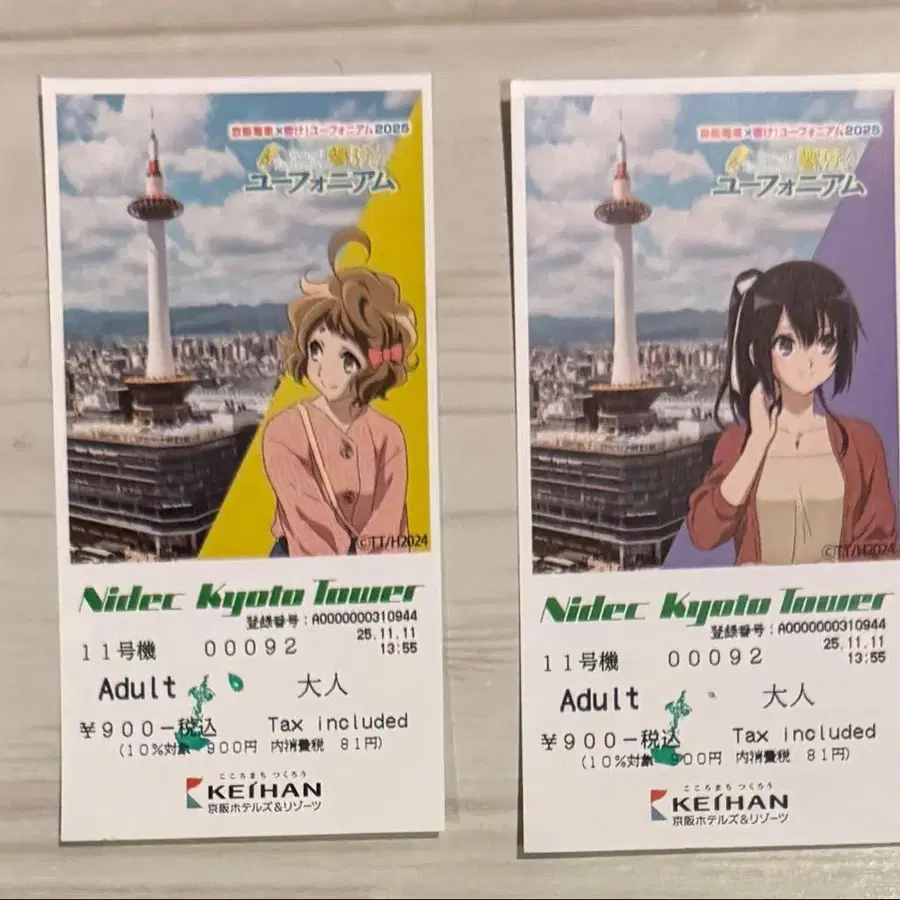 京阪電車×響け!ユーフォニアム2025
響け!
ユーフォニアム
©TT/H2024
Nidec Kyoto Tower
登録番号:A0000000310944
25.11.11
11号機 00092 13:55
Adult 大人
¥900-税込 Tax included
(10%対象 900円 内消費税 81円)
こころまち つくろう
KEIHAN
京阪ホテルズ&リゾーツ
京阪電車×響け!ユーフォニアム2025
響け!
ユーフォニアム
©TT/H2024
Nidec Kyoto Tower
登録番号:A0000000310944
25.11.11
11号機 00092 13:55
Adult 大人
¥900-税込 Tax included
(10%対象 900円 内消費税 81円)
こころまち つくろう
KEIHAN
京阪ホテルズ&リゾーツ